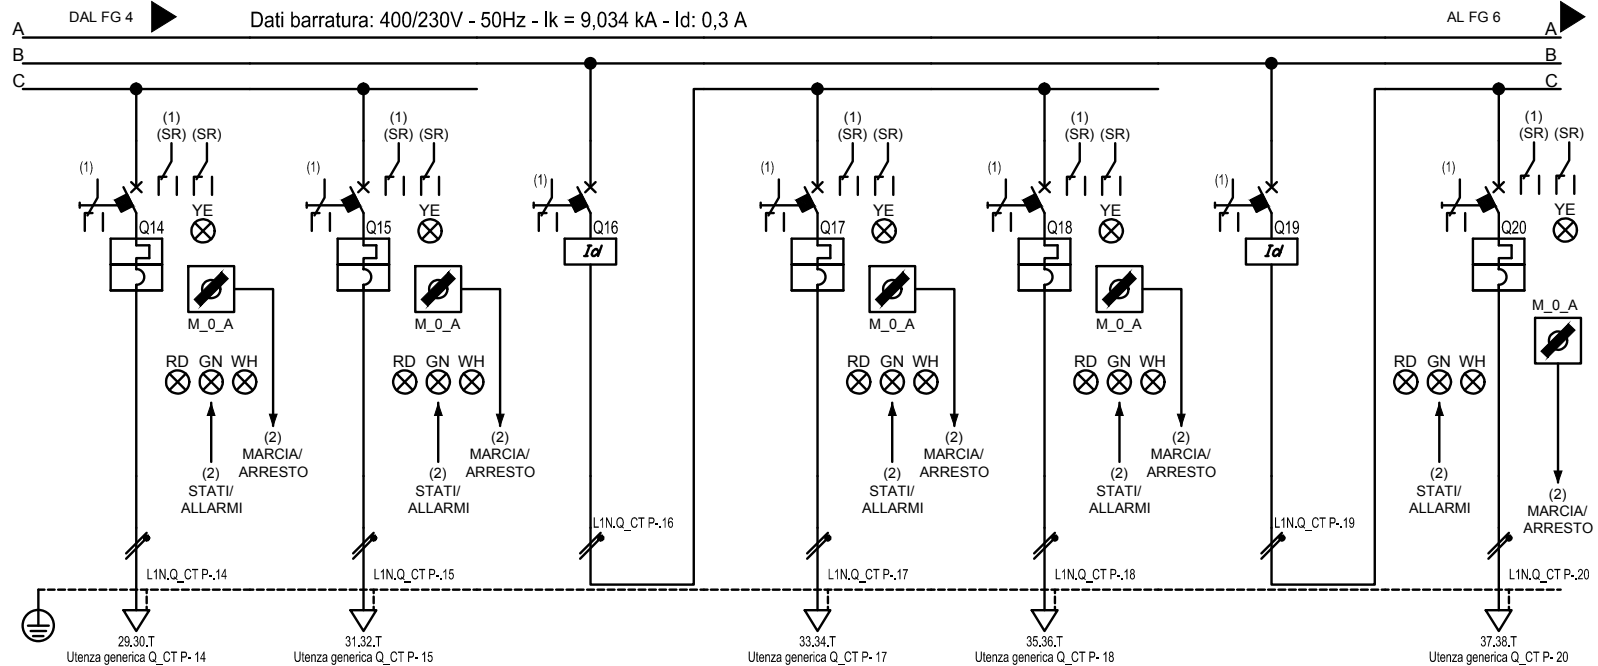 DAL FG 4
Dati barratura: 400/230V - 50Hz - Ik = 9,034 kA - Id: 0,3 A
AL FG 6
A A
B B
C C
(1) (1) (1) (1) (1)
(SR) (SR) (SR) (SR) (SR) (SR) (SR) (SR) (SR) (SR)
(1) (1) (1) (1) (1) (1) (1)
YE YE YE YE YE
Q14 Q15 Q16 Q17 Q18 Q19 Q20
Id Id
M_0_A M_0_A M_0_A M_0_A M_0_A
RD GN WH RD GN WH RD GN WH RD GN WH RD GN WH
(2) (2) (2) (2)
MARCIA/ MARCIA/ MARCIA/ MARCIA/
ARRESTO ARRESTO ARRESTO ARRESTO
(2) (2) (2) (2) (2)
STATI/ STATI/ STATI/ STATI/ STATI/
ALLARMI ALLARMI ALLARMI ALLARMI ALLARMI
(2)
MARCIA/
ARRESTO
L1N.Q_CT P-.16 L1N.Q_CT P-.19
L1N.Q_CT P-.14 L1N.Q_CT P-.15 L1N.Q_CT P-.17 L1N.Q_CT P-.18 L1N.Q_CT P-.20
29.30.T 31.32.T 33.34.T 35.36.T 37.38.T
Utenza generica Q_CT P- 14 Utenza generica Q_CT P- 15 Utenza generica Q_CT P- 17 Utenza generica Q_CT P- 18 Utenza generica Q_CT P- 20